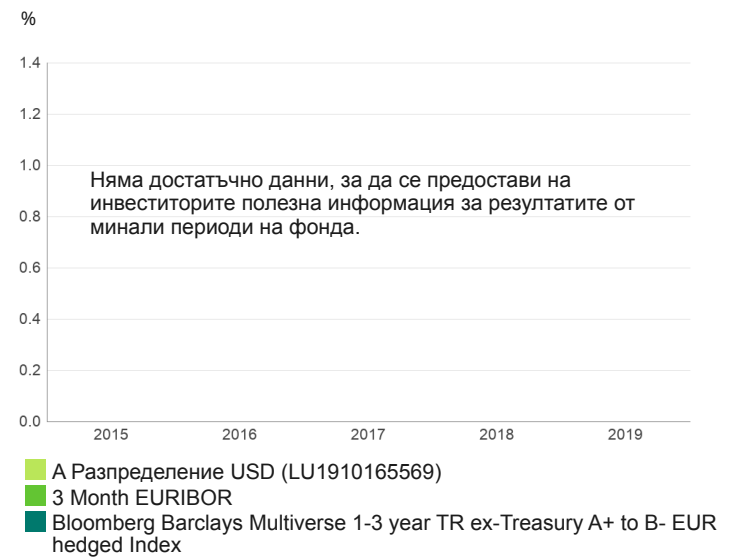 %
1.4
1.2
1.0
Няма достатъчно данни, за да се предостави на
инвеститорите полезна информация за резултатите от
минали периоди на фонда.
0.8
0.6
0.4
0.2
0.0
2015 2016 2017 2018 2019
А Разпределение USD (LU1910165569)
3 Month EURIBOR
Bloomberg Barclays Multiverse 1-3 year TR ex-Treasury A+ to B- EUR
hedged Index